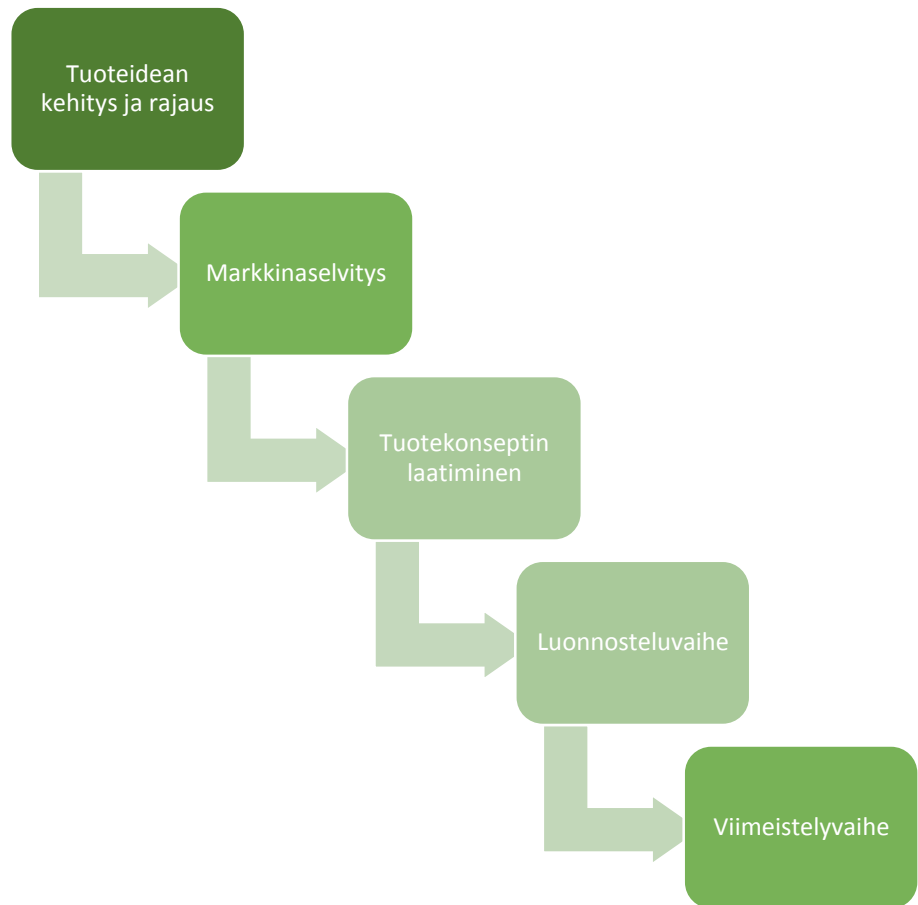 Tuoteidean
kehitys ja rajaus
Markkinaselvitys
Tuotekonseptin
laatiminen
Luonnosteluvaihe
Viimeistelyvaihe